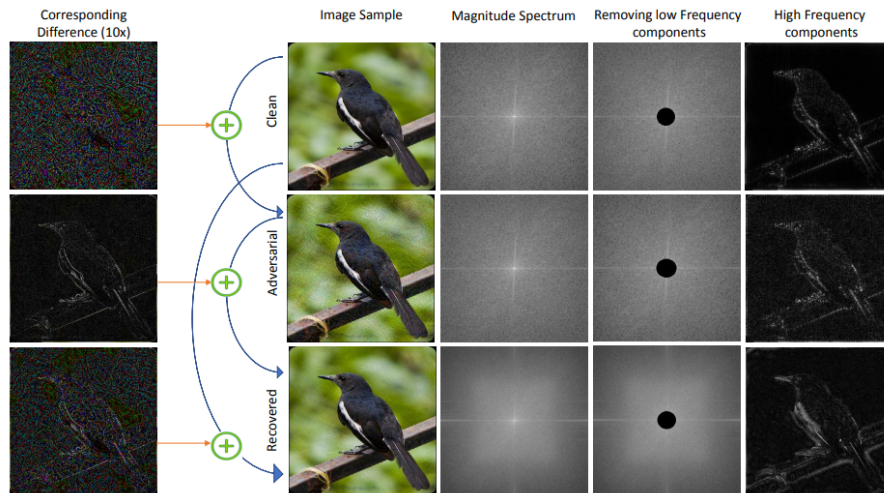 Corresponding
Difference (10x)
Image Sample
Magnitude Spectrum
Removing low Frequency
components
High Frequency
components
Clean
Adversarial
Recovered